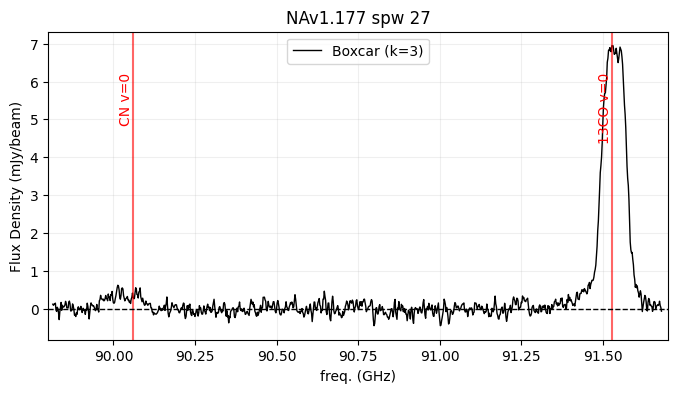 NAv1.177 spw 27
Boxcar (k=3)
CN v=0
13CO v=0
Flux Density (mJy/beam)
7
6
5
4
3
2
1
0
90.00
90.25
90.50
90.75
91.00
91.25
91.50
freq. (GHz)